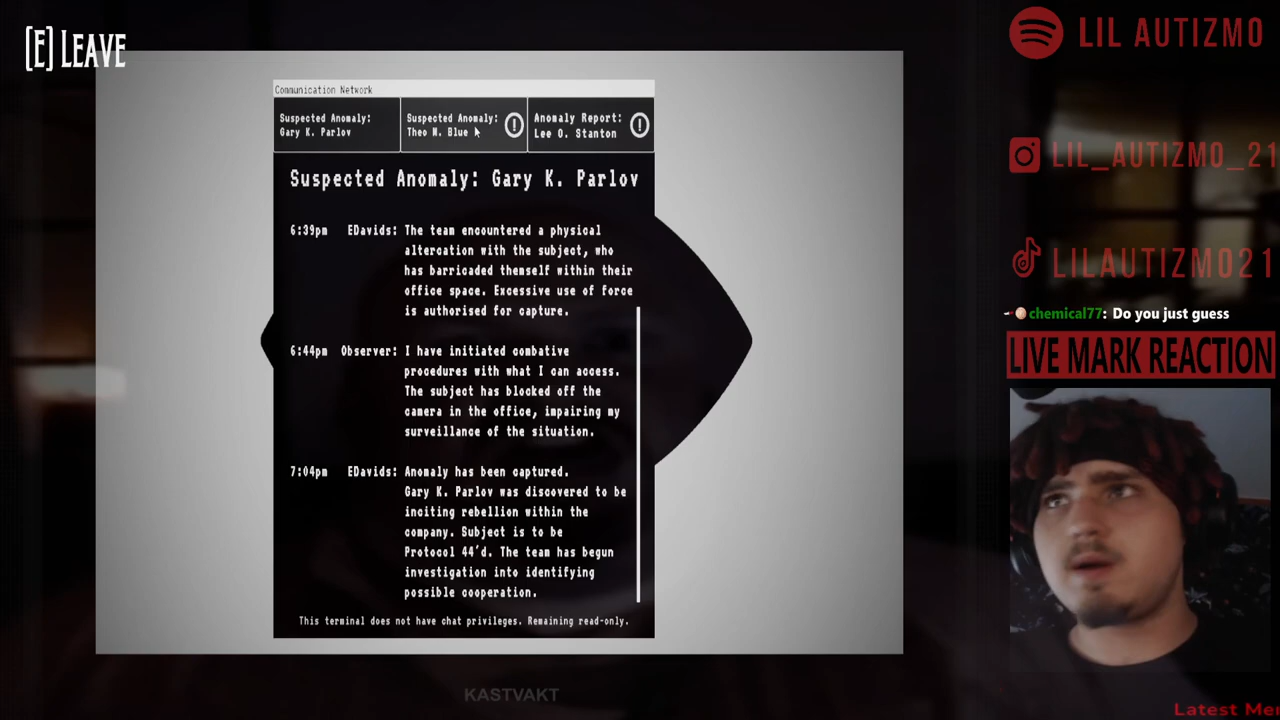 [E] LEAVE
Communication Network
Suspected Anomaly:
Gary K. Parlov
Suspected Anomaly:
Theo M. Blue
Anomaly Report:
Lee O. Stanton
Suspected Anomaly: Gary K. Parlov
6:39pm EDavids: The team encountered a physical
altercation with the subject, who
has barricaded themself within their
office space. Excessive use of force
is authorised for capture.
6:44pm Observer: I have initiated combative
procedures with what I can access.
The subject has blocked off the
camera in the office, impairing my
surveillance of the situation.
7:04pm EDavids: Anomaly has been captured.
Gary K. Parlov was discovered to be
inciting rebellion within the
company. Subject is to be
Protocol 44'd. The team has begun
investigation into identifying
possible cooperation.
This terminal does not have chat privileges. Remaining read-only.
KASTVAKT
LIL AUTIZMO
LIL_AUTIZMO_21
LILAUTIZMO21
chemical77: Do you just guess
LIVE MARK REACTION
Latest Me